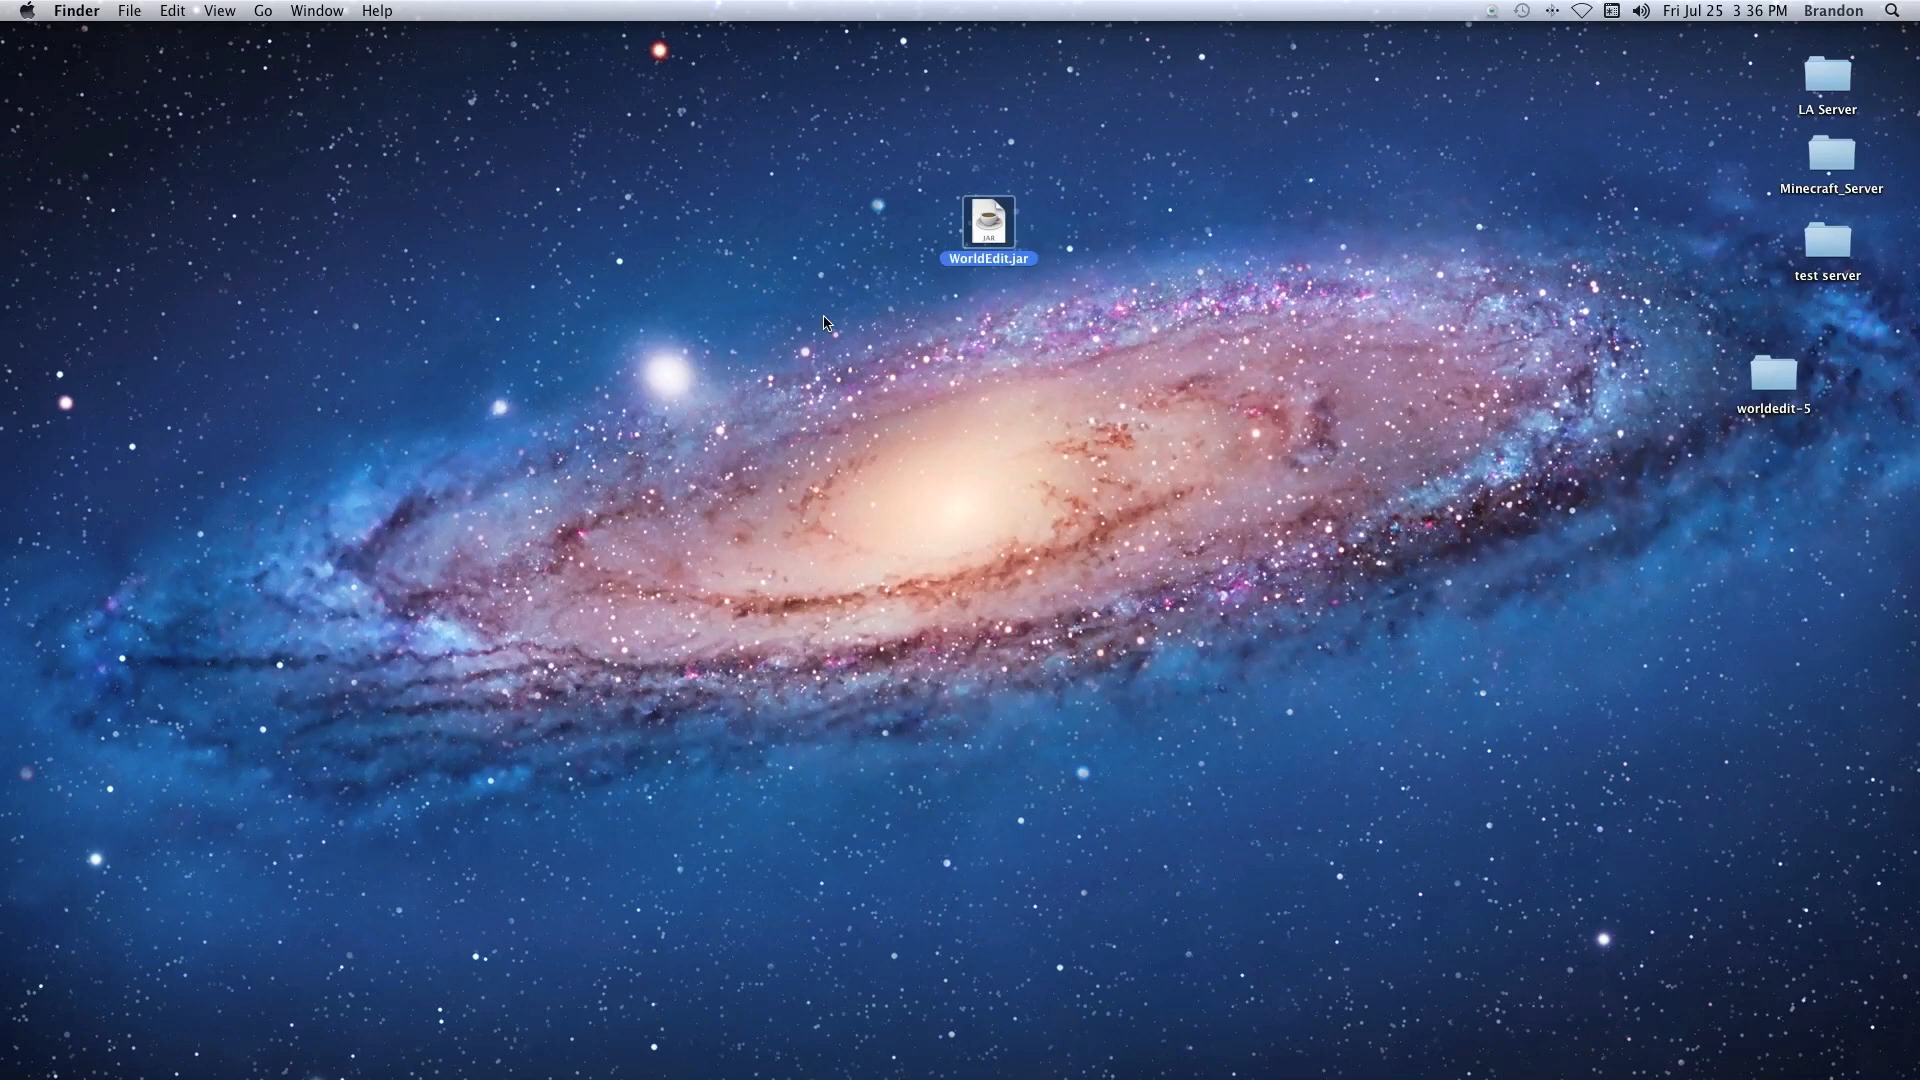 Finder File Edit View Go Window Help Fri Jul 25 3 36 PM Brandon
LA Server
Minecraft_Server
JAR
WorldEdit.jar
test server
worldedit-5